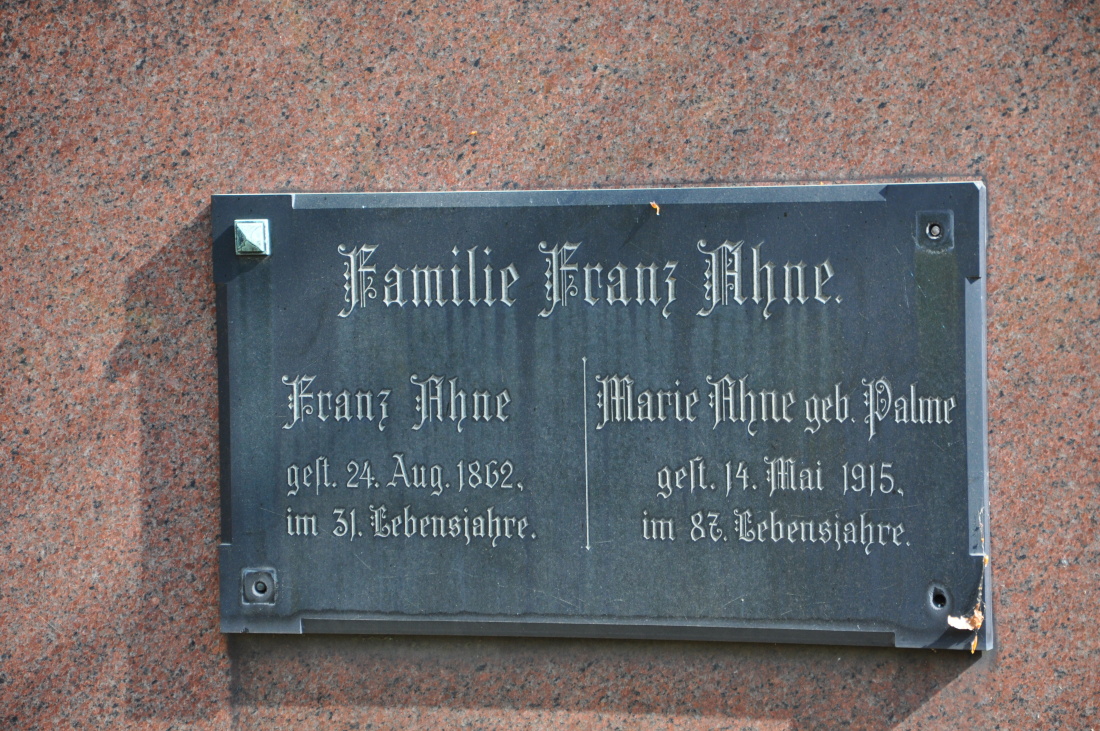 Familie Franz Ahne.
Franz Ahne
gest. 24. Aug. 1862,
im 31. Lebensjahre.
Marie Ahne geb. Palme
gest. 14. Mai 1915,
im 87. Lebensjahre.